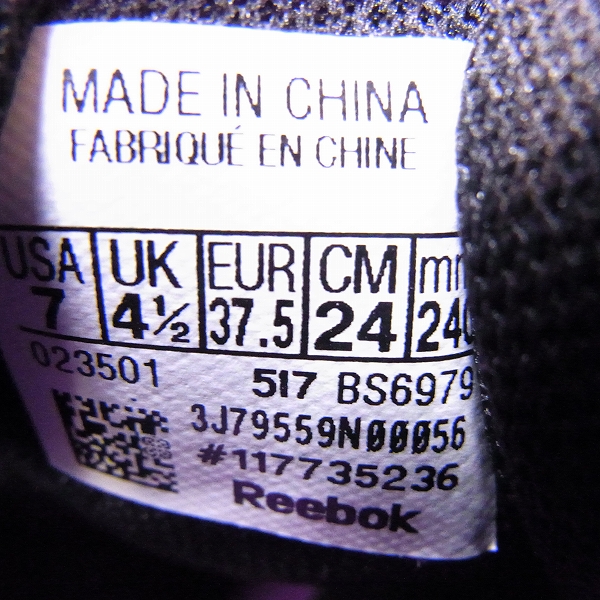 MADE IN CHINA
FABRIQUÉ EN CHINE
USA UK EUR CM
7 4½ 37.5 24 240
023501 517 BS6979
3J79559N00056
#117735236
Reebok